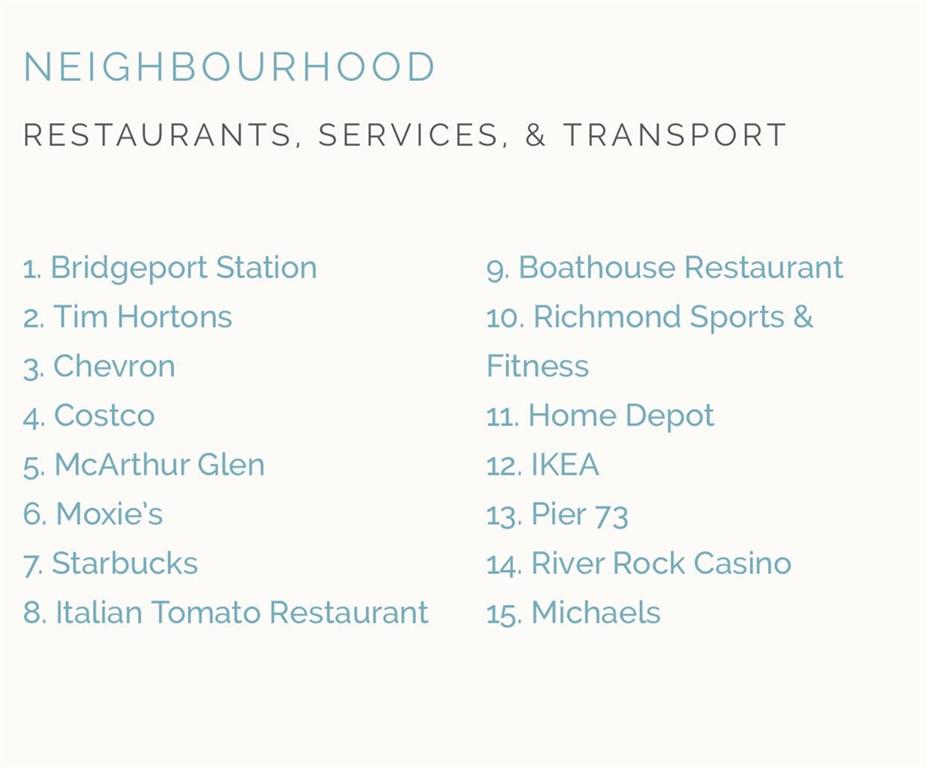 NEIGHBOURHOOD
RESTAURANTS, SERVICES, & TRANSPORT
1. Bridgeport Station
2. Tim Hortons
3. Chevron
4. Costco
5. McArthur Glen
6. Moxie’s
7. Starbucks
8. Italian Tomato Restaurant
9. Boathouse Restaurant
10. Richmond Sports &
Fitness
11. Home Depot
12. IKEA
13. Pier 73
14. River Rock Casino
15. Michaels